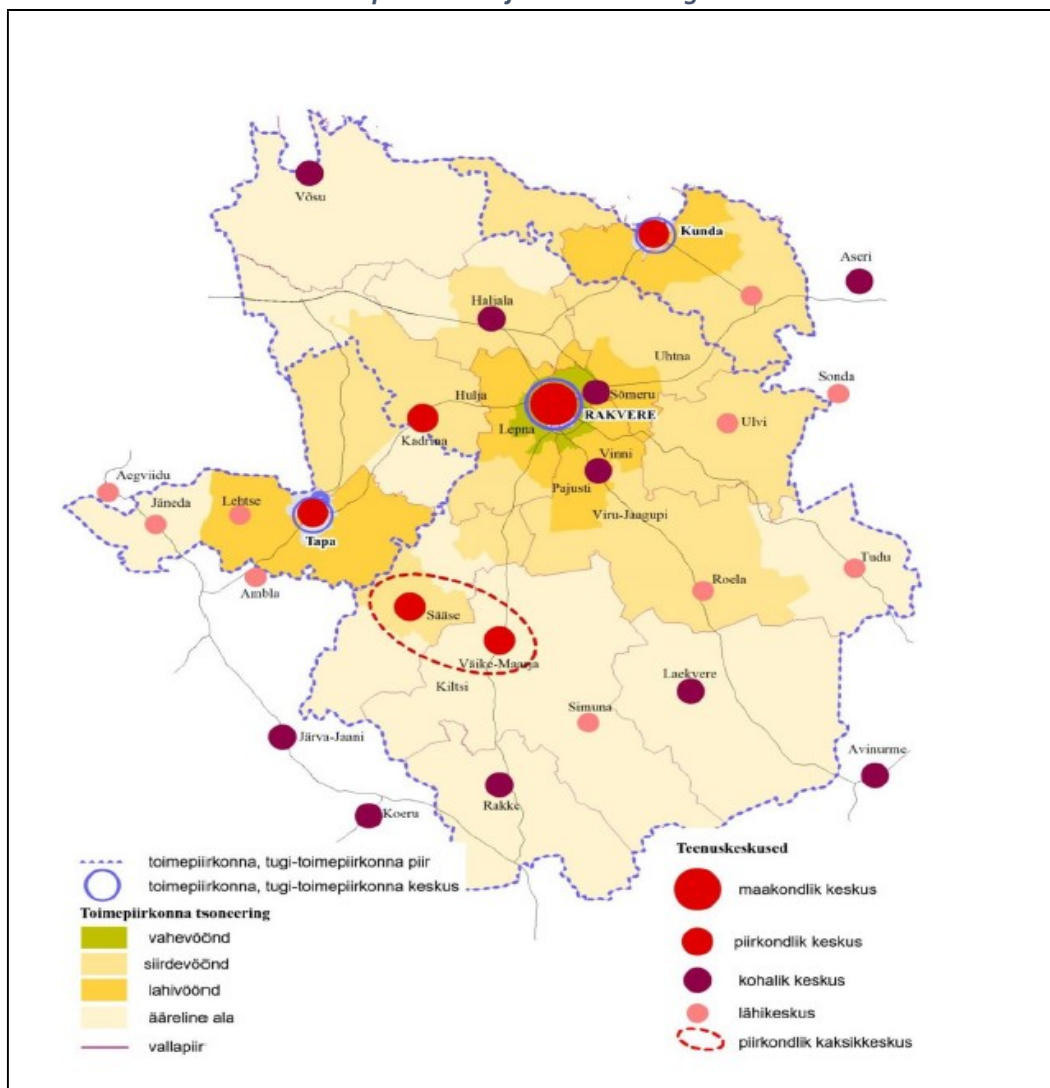 Võsu
Kunda
Aseri
Haljala
Uhtna
Sonda
Hulja
Sõmeru
RAKVERE
Ulvi
Kadrina
Lepna
Vinni
Aegviidu
Pajusti
Jäneda
Lehtse
Viru-Jaagupi
Tapa
Tudu
Ambla
Roela
Sääse
Väike-Maarja
Laekvere
Kiltsi
Simuna
Järva-Jaani
Avinurme
Rakke
Koeru
toimepiirkonna, tugi-toimepiirkonna piir
toimepiirkonna, tugi-toimepiirkonna keskus
Toimepiirkonna tsoneering
vahevöönd
siirdevöönd
lahivöönd
ääreline ala
vallapiir
Teenuskeskused
maakondlik keskus
piirkondlik keskus
kohalik keskus
lähikeskus
piirkondlik kaksikkeskus